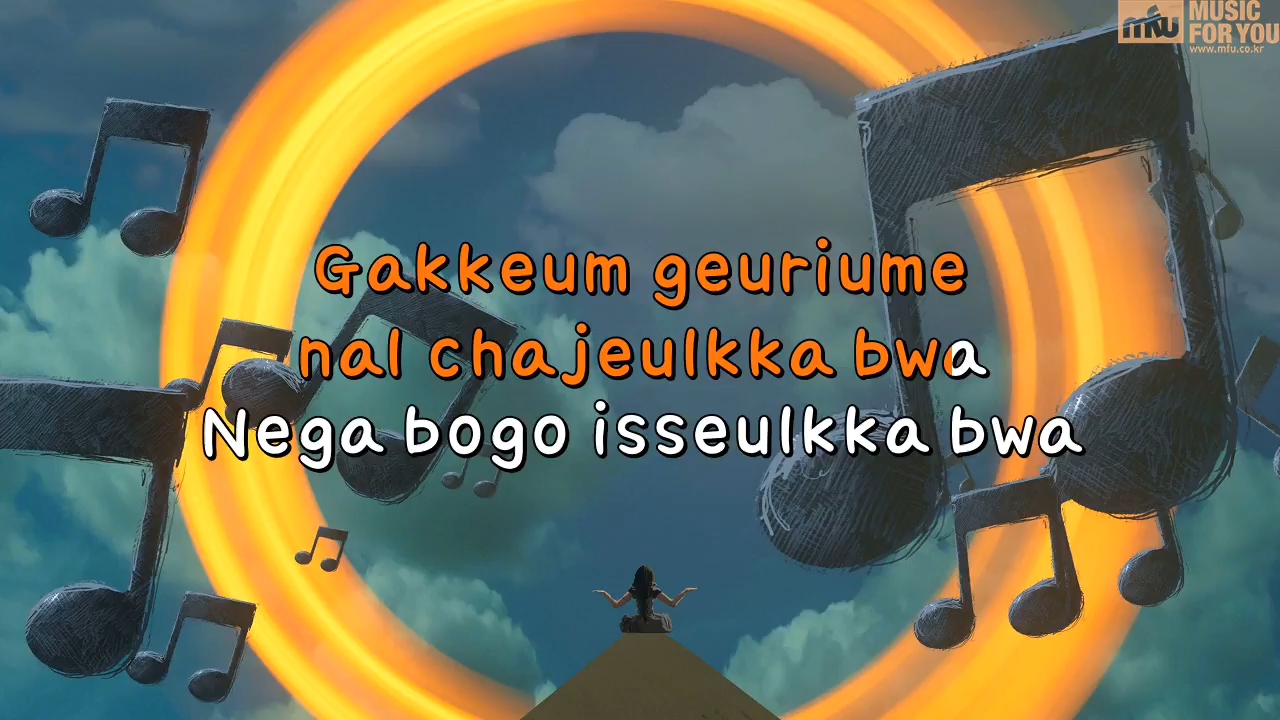 mfu MUSIC
FOR YOU
www.mfu.co.kr
Gakkeum geuriume
nal chajeulkka bwa
Nega bogo isseulkka bwa